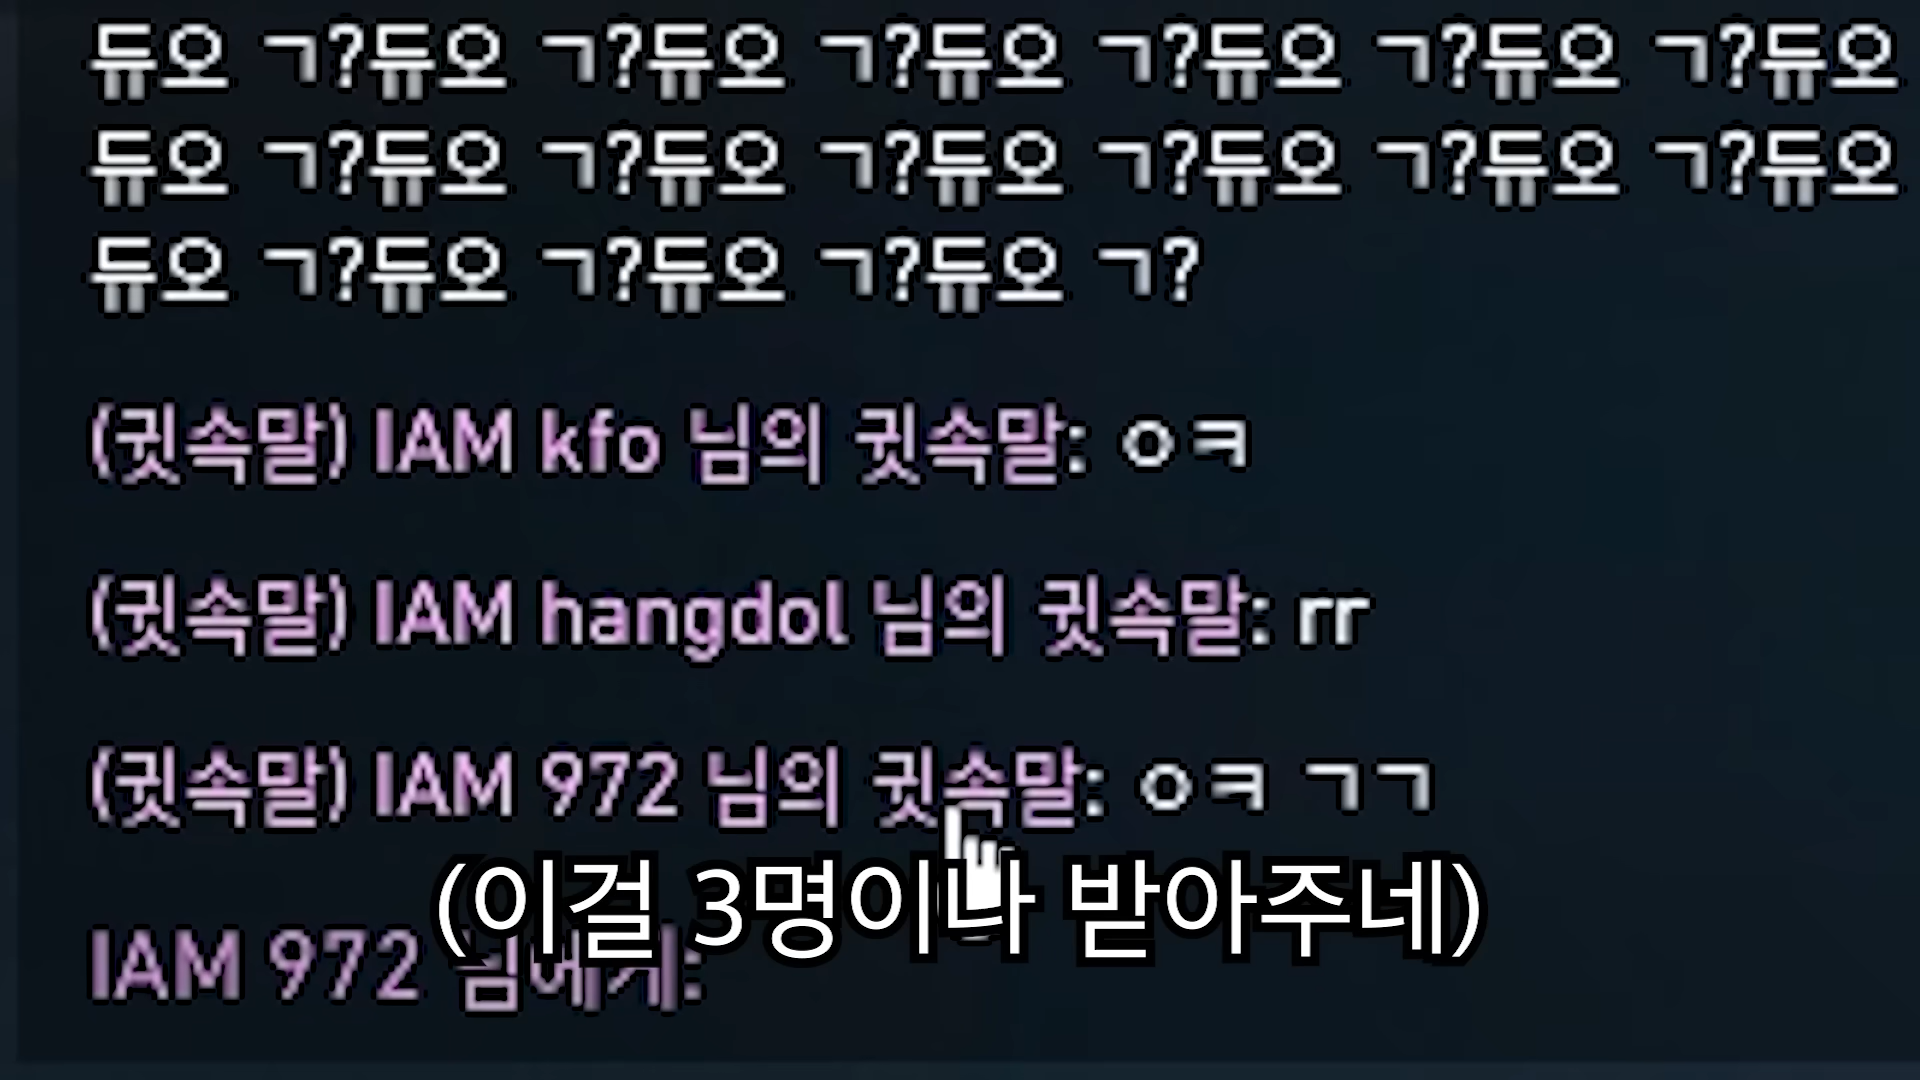 듀오 ㄱ?듀오 ㄱ?듀오 ㄱ?듀오 ㄱ?듀오 ㄱ?듀오 ㄱ?듀오
듀오 ㄱ?듀오 ㄱ?듀오 ㄱ?듀오 ㄱ?듀오 ㄱ?듀오 ㄱ?듀오
듀오 ㄱ?듀오 ㄱ?듀오 ㄱ?듀오 ㄱ?
(귓속말) IAM kfo 님의 귓속말: ㅇㅋ
(귓속말) IAM hangdol 님의 귓속말: rr
(귓속말) IAM 972 님의 귓속말: ㅇㅋ ㄱㄱ
(이걸 3명이나 받아주네)
IAM 972 님에게: